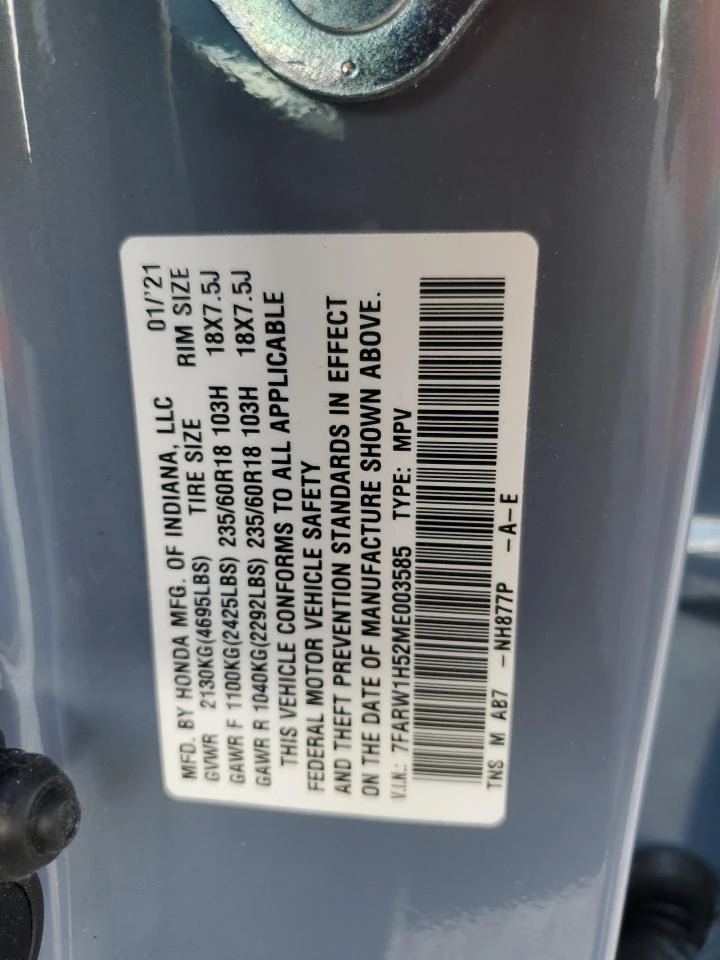 MFD. BY HONDA MFG. OF INDIANA, LLC 01/'21
TIRE SIZE RIM SIZE
GVWR 2130KG(4695LBS)
GAWR F 1100KG(2425LBS) 235/60R18 103H 18X7.5J
GAWR R 1040KG(2292LBS) 235/60R18 103H 18X7.5J
THIS VEHICLE CONFORMS TO ALL APPLICABLE
FEDERAL MOTOR VEHICLE SAFETY
AND THEFT PREVENTION STANDARDS IN EFFECT
ON THE DATE OF MANUFACTURE SHOWN ABOVE.
V.I.N.: 7FARW1H52ME003585 TYPE: MPV
TNS M AB7 -NH877P -A-E